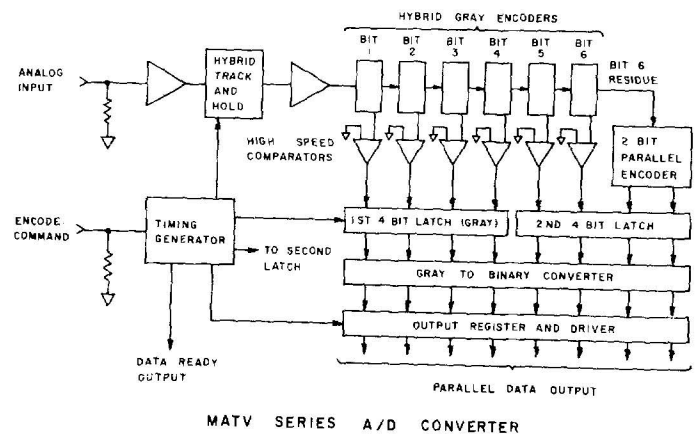 HYBRID GRAY ENCODERS
BIT 1
BIT 2
BIT 3
BIT 4
BIT 5
BIT 6
BIT 6 RESIDUE
ANALOG INPUT
HYBRID TRACK AND HOLD
HIGH SPEED COMPARATORS
2 BIT PARALLEL ENCODER
ENCODE COMMAND
TIMING GENERATOR
1ST 4 BIT LATCH (GRAY)
2ND 4 BIT LATCH
TO SECOND LATCH
GRAY TO BINARY CONVERTER
OUTPUT REGISTER AND DRIVER
DATA READY OUTPUT
PARALLEL DATA OUTPUT
MATV SERIES A/D CONVERTER